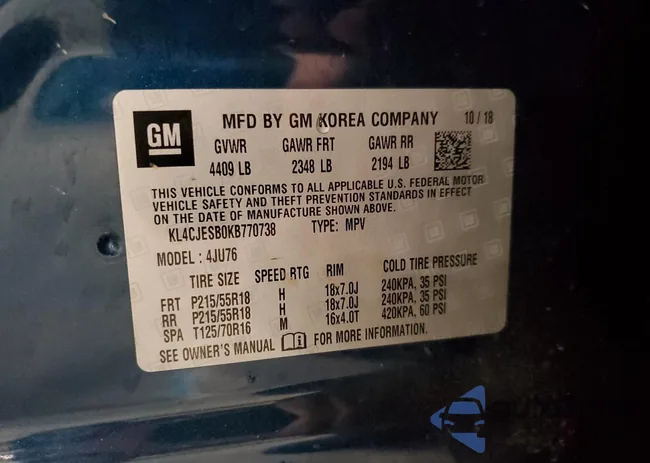 GM MFD BY GM KOREA COMPANY 10 / 18
GVWR GAWR FRT GAWR RR
4409 LB 2348 LB 2194 LB
THIS VEHICLE CONFORMS TO ALL APPLICABLE U.S. FEDERAL MOTOR
VEHICLE SAFETY AND THEFT PREVENTION STANDARDS IN EFFECT
ON THE DATE OF MANUFACTURE SHOWN ABOVE.
KL4CJESB0KB770738 TYPE: MPV
MODEL: 4JU76
TIRE SIZE SPEED RTG RIM COLD TIRE PRESSURE
FRT P215/55R18 H 18x7.0J 240KPA, 35 PSI
RR P215/55R18 H 18x7.0J 240KPA, 35 PSI
SPA T125/70R16 M 16x4.0T 420KPA, 60 PSI
SEE OWNER'S MANUAL FOR MORE INFORMATION.